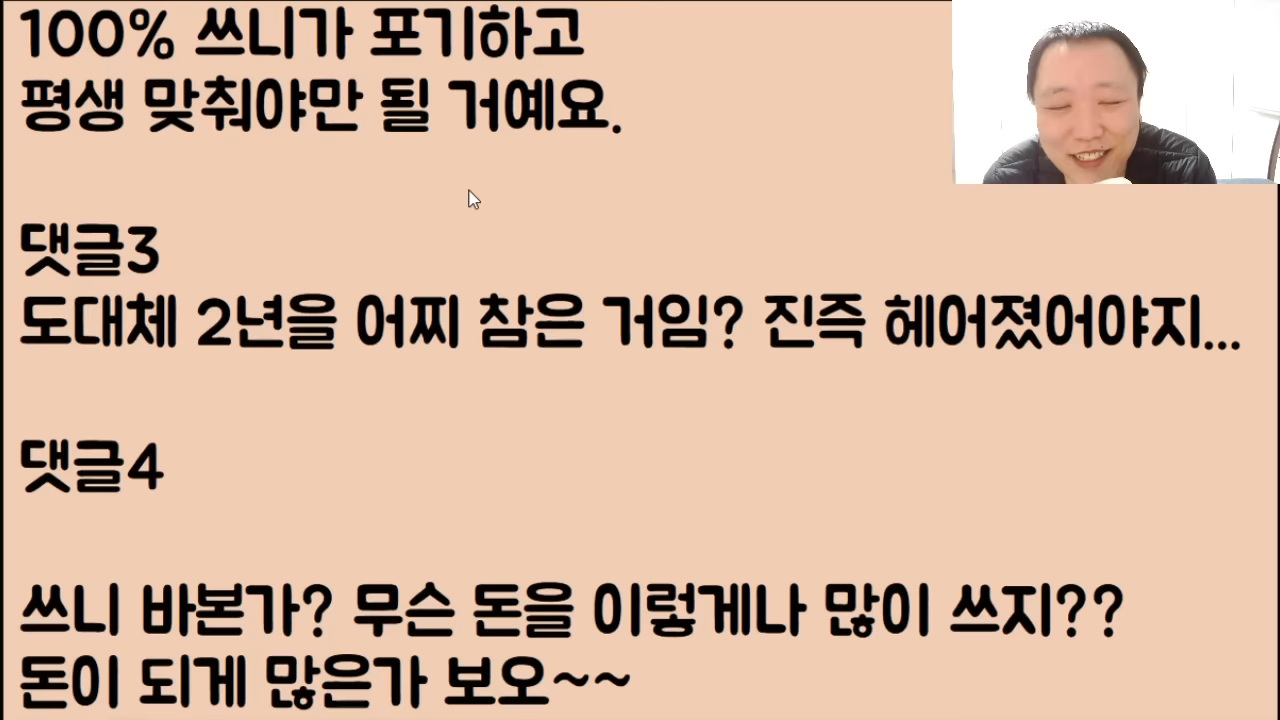 100% 쓰니가 포기하고
평생 맞춰야만 될 거예요.
댓글3
도대체 2년을 어찌 참은 거임? 진즉 헤어졌어야지...
댓글4
쓰니 바본가? 무슨 돈을 이렇게나 많이 쓰지??
돈이 되게 많은가 보오~~